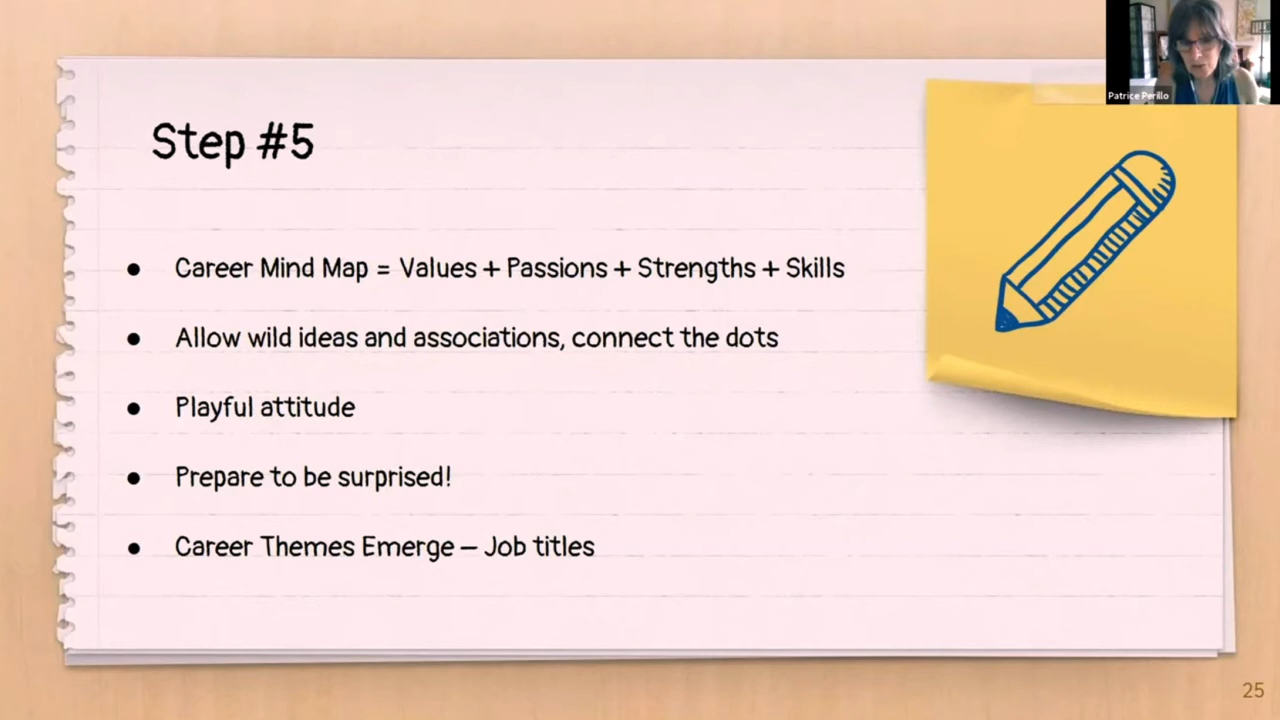 Patrice Perillo
Step #5
● Career Mind Map = Values + Passions + Strengths + Skills
● Allow wild ideas and associations, connect the dots
● Playful attitude
● Prepare to be surprised!
● Career Themes Emerge – Job titles
25